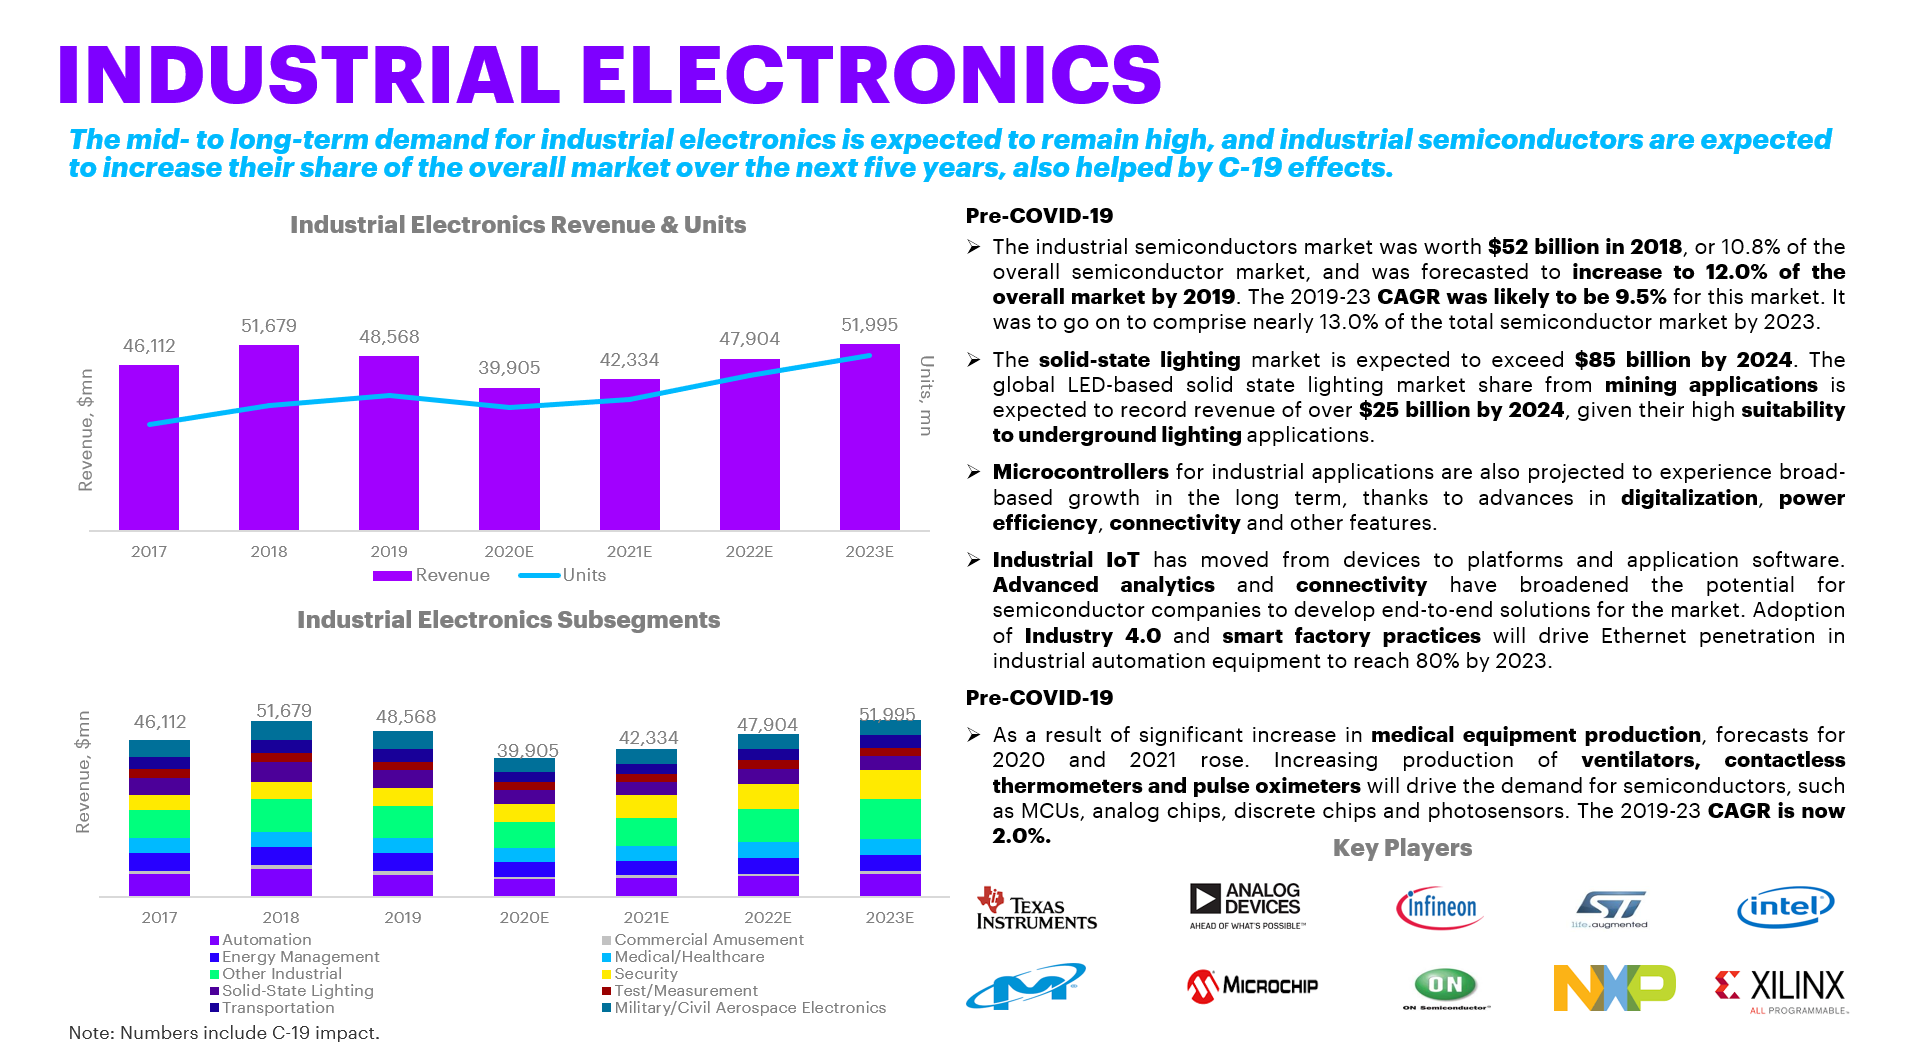 INDUSTRIAL ELECTRONICS
The mid- to long-term demand for industrial electronics is expected to remain high, and industrial semiconductors are expected
to increase their share of the overall market over the next five years, also helped by C-19 effects.
Industrial Electronics Revenue & Units
Revenue, $mn
46,112
51,679
48,568
39,905
42,334
47,904
51,995
Units, mn
2017
2018
2019
2020E
2021E
2022E
2023E
Revenue
Units
Industrial Electronics Subsegments
Revenue, $mn
46,112
51,679
48,568
39,905
42,334
47,904
51,995
2017
2018
2019
2020E
2021E
2022E
2023E
Automation
Commercial Amusement
Energy Management
Medical/Healthcare
Other Industrial
Security
Solid-State Lighting
Test/Measurement
Transportation
Military/Civil Aerospace Electronics
Note: Numbers include C-19 impact.
Pre-COVID-19
➢ The industrial semiconductors market was worth $52 billion in 2018, or 10.8% of the
overall semiconductor market, and was forecasted to increase to 12.0% of the
overall market by 2019. The 2019-23 CAGR was likely to be 9.5% for this market. It
was to go on to comprise nearly 13.0% of the total semiconductor market by 2023.
➢ The solid-state lighting market is expected to exceed $85 billion by 2024. The
global LED-based solid state lighting market share from mining applications is
expected to record revenue of over $25 billion by 2024, given their high suitability
to underground lighting applications.
➢ Microcontrollers for industrial applications are also projected to experience broad-
based growth in the long term, thanks to advances in digitalization, power
efficiency, connectivity and other features.
➢ Industrial IoT has moved from devices to platforms and application software.
Advanced analytics and connectivity have broadened the potential for
semiconductor companies to develop end-to-end solutions for the market. Adoption
of Industry 4.0 and smart factory practices will drive Ethernet penetration in
industrial automation equipment to reach 80% by 2023.
Pre-COVID-19
➢ As a result of significant increase in medical equipment production, forecasts for
2020 and 2021 rose. Increasing production of ventilators, contactless
thermometers and pulse oximeters will drive the demand for semiconductors, such
as MCUs, analog chips, discrete chips and photosensors. The 2019-23 CAGR is now
2.0%.
Key Players
TEXAS
INSTRUMENTS
ANALOG
DEVICES
AHEAD OF WHAT'S POSSIBLE™
infineon
ST
life.augmented
intel
M
MICROCHIP
ON
ON Semiconductor™
NXP
XILINX
ALL PROGRAMMABLE™